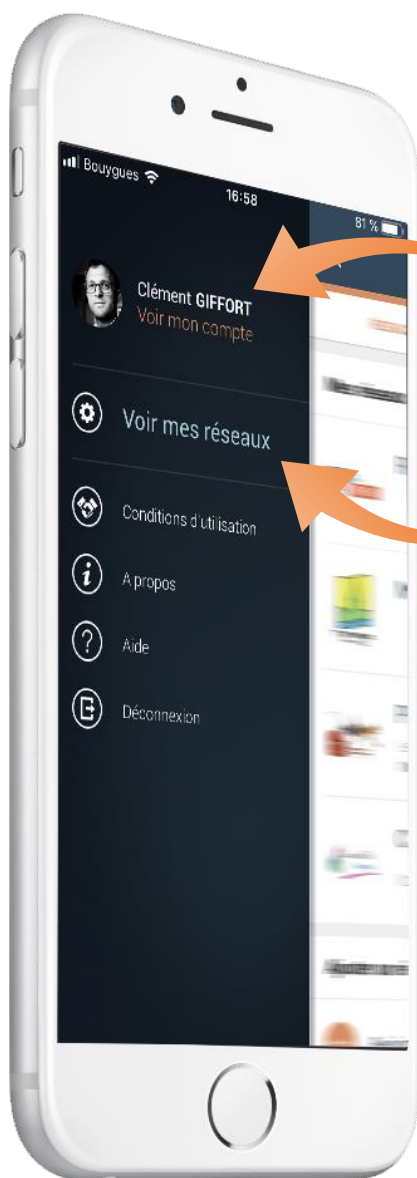 Bouygues
16:58
81 %
Clément GIFFORT
Voir mon compte
Voir mes réseaux
Conditions d'utilisation
A propos
Aide
Déconnexion